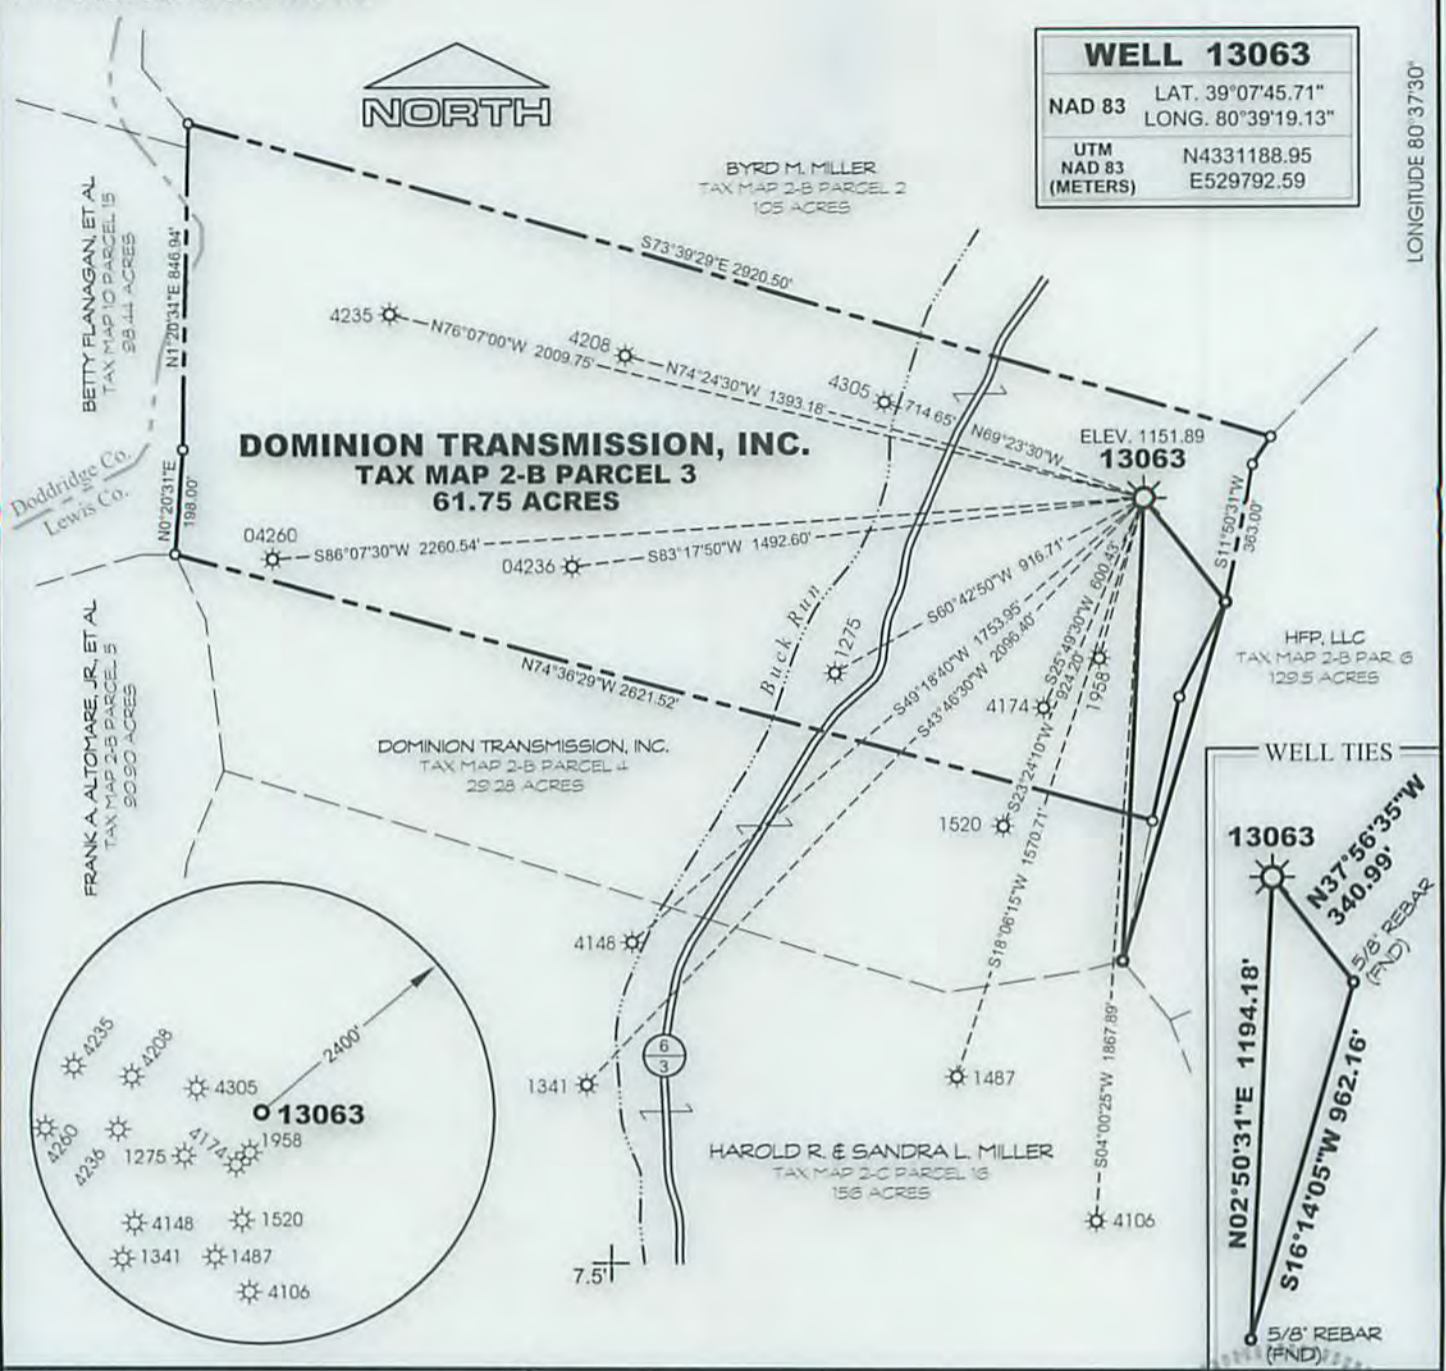 NORTH
WELL 13063
NAD 83
LAT. 39°07'45.71"
LONG. 80°39'19.13"
UTM
NAD 83
(METERS)
N4331188.95
E529792.59
LONGITUDE 80°37'30"
BYRD M. MILLER
TAX MAP 2-B PARCEL 2
105 ACRES
BETTY FLANAGAN, ET AL
TAX MAP 10 PARCEL 15
98.44 ACRES
N1°20'31"E 846.94'
S73°39'29"E 2920.50'
4235
N76°07'00"W 2009.75'
4208
N74°24'30"W 1393.18'
4305
714.65'
N69°23'30"W
ELEV. 1151.89
13063
DOMINION TRANSMISSION, INC.
TAX MAP 2-B PARCEL 3
61.75 ACRES
Doddridge Co.
Lewis Co.
N0°20'31"E
198.00'
S11°50'31"W
363.00'
04260
S86°07'30"W 2260.54'
04236
S83°17'50"W 1492.60'
Buck Run
1275
S60°42'50"W 916.71'
S49°18'40"W 1753.95'
S43°46'30"W 2096.40'
S25°49'30"W 600.43'
924.20'
1958
4174
S23°24'10"W
HFP, LLC
TAX MAP 2-B PAR 6
129.5 ACRES
FRANK A. ALTOMARE, JR., ET AL
TAX MAP 2-B PARCEL 5
90.90 ACRES
N74°36'29"W 2621.52'
DOMINION TRANSMISSION, INC.
TAX MAP 2-B PARCEL 4
29.28 ACRES
1520
S18°06'15"W 1570.71'
4148
1341
6
3
1487
S04°00'25"W 1867.89'
4106
HAROLD R. & SANDRA L. MILLER
TAX MAP 2-C PARCEL 16
156 ACRES
7.5'
4235
4208
4305
2400'
13063
4260
4236
1275
4174
1958
4148
1520
1341
1487
4106
WELL TIES
13063
N37°56'35"W
340.99'
5/8" REBAR
(FND)
N02°50'31"E 1194.18'
S16°14'05"W 962.16'
5/8" REBAR
(FND)